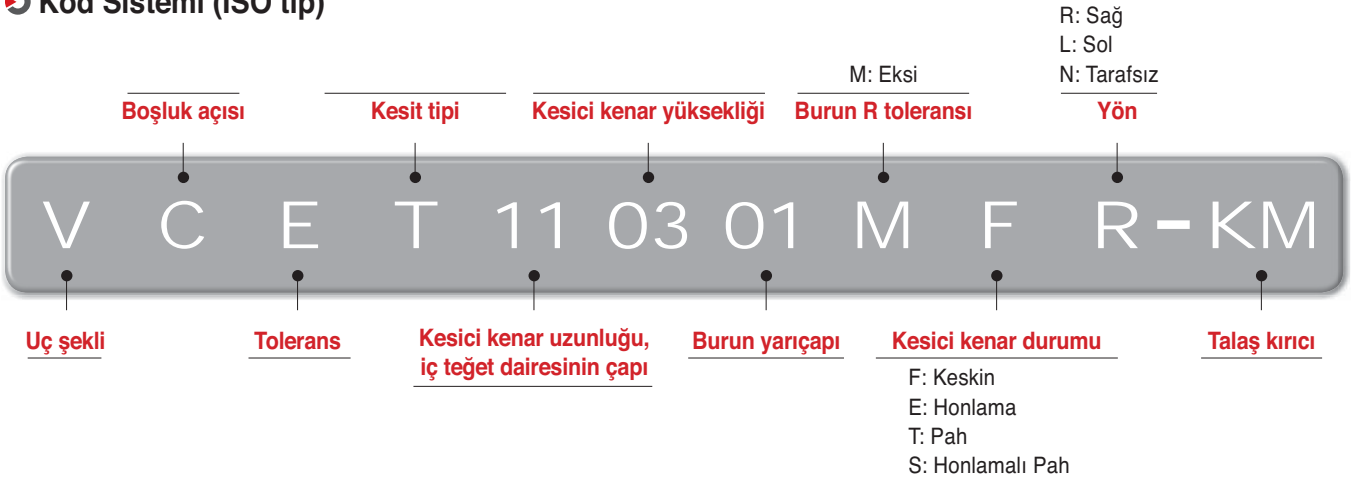 Kod Sistemi (ISO tip)
R: Sağ
L: Sol
M: Eksi
N: Tarafsız
Boşluk açısı
Kesit tipi
Kesici kenar yüksekliği
Burun R toleransı
Yön
V C E T 11 03 01 M F R-KM
Uç şekli
Tolerans
Kesici kenar uzunluğu,
iç teğet dairesinin çapı
Burun yarıçapı
Kesici kenar durumu
Talaş kırıcı
F: Keskin
E: Honlama
T: Pah
S: Honlamalı Pah